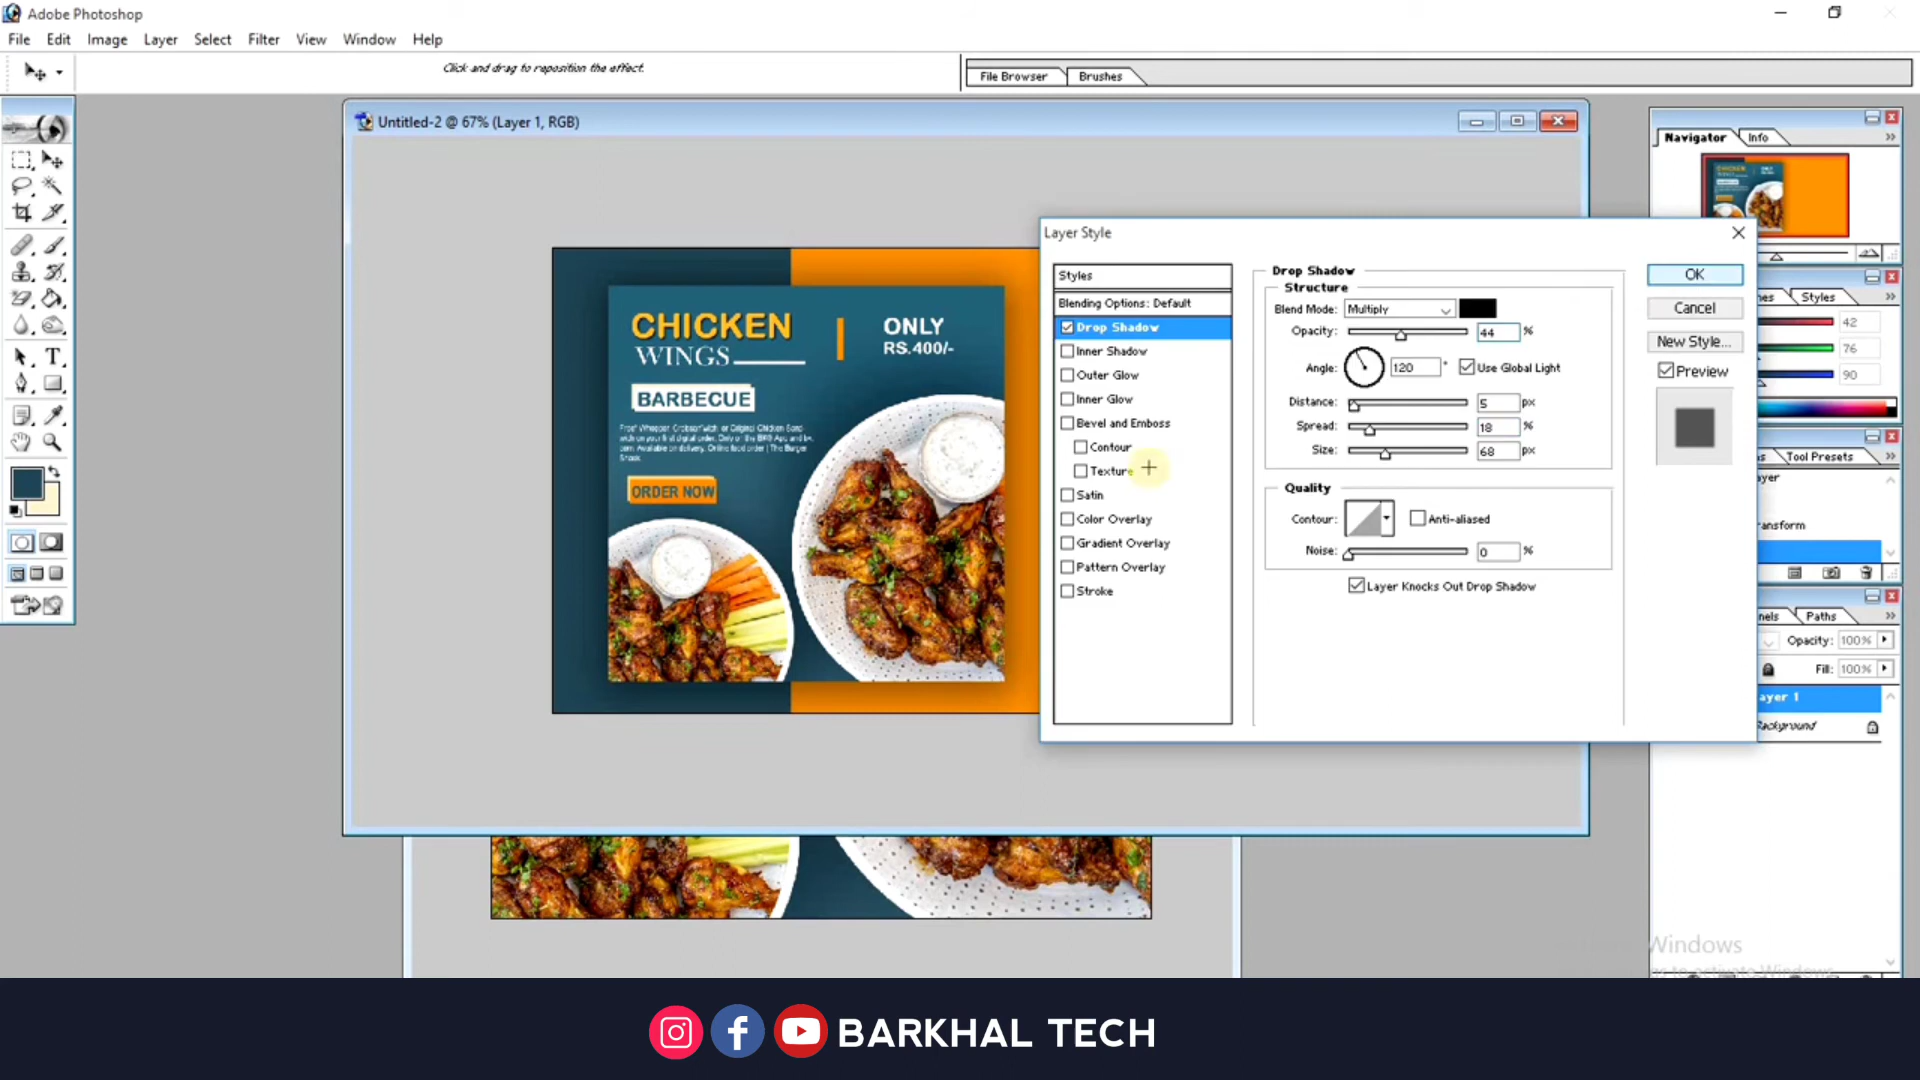 Adobe Photoshop
File Edit Image Layer Select Filter View Window Help
Click and drag to reposition the effect.
File Browser Brushes
Untitled-2 @ 67% (Layer 1, RGB)
Navigator Info
CHICKEN
WINGS
ONLY
RS.400/-
BARBECUE
ORDER NOW
Layer Style
Styles
Blending Options: Default
Drop Shadow
Inner Shadow
Outer Glow
Inner Glow
Bevel and Emboss
Contour
Texture
Satin
Color Overlay
Gradient Overlay
Pattern Overlay
Stroke
Drop Shadow
Structure
Blend Mode: Multiply
Opacity: 44 %
Angle: 120 ° Use Global Light
Distance: 5 px
Spread: 18 %
Size: 68 px
Quality
Contour: Anti-aliased
Noise: 0 %
Layer Knocks Out Drop Shadow
OK
Cancel
New Style...
Preview
Styles
42
76
90
Tool Presets
ayer
ansform
nels Paths
Opacity: 100%
Fill: 100%
ayer 1
Background
Windows
BARKHAL TECH